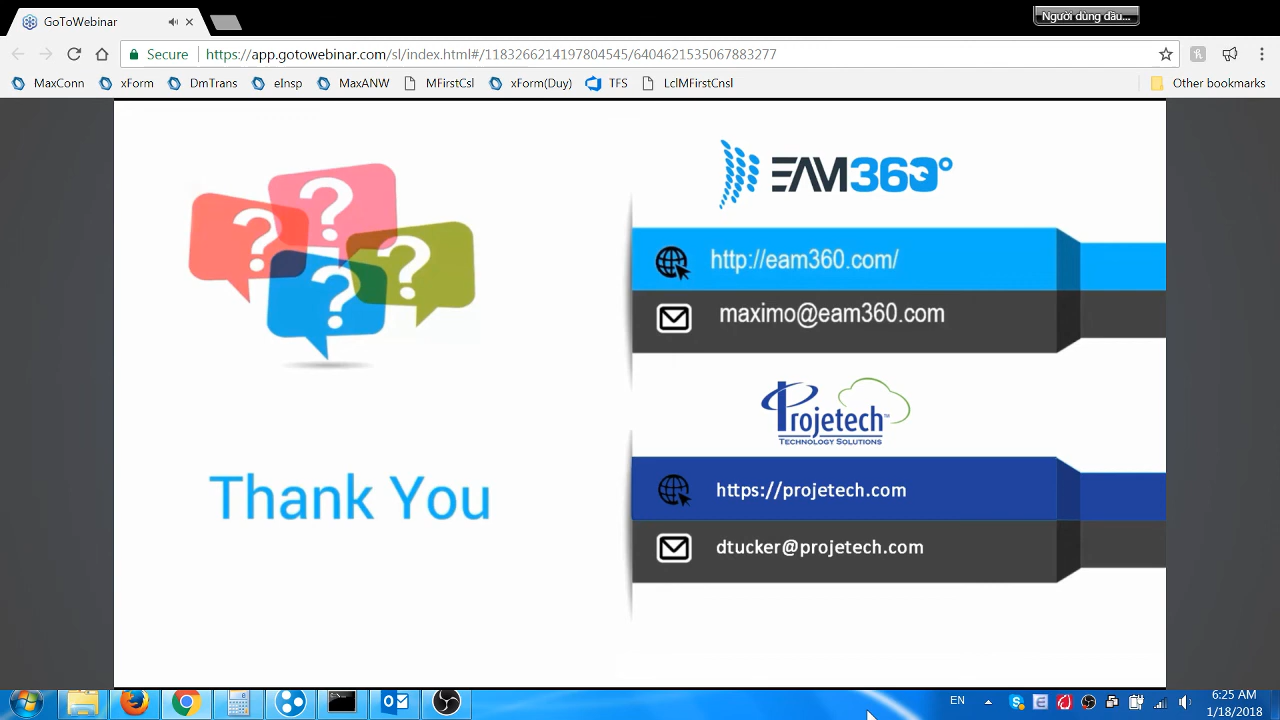 GoToWebinar
Người dùng đầu...
Secure
https://app.gotowebinar.com/sl/index.html#/1183266214197804545/6404621535067883277
MaxConn
xForm
DmTrans
eInsp
MaxANW
MFirstCsl
xForm(Duy)
TFS
LclMFirstCnsl
Other bookmarks
? ? ? ?
EAM360°
http://eam360.com/
maximo@eam360.com
Projetech™
TECHNOLOGY SOLUTIONS
Thank You
https://projetech.com
dtucker@projetech.com
EN
6:25 AM
1/18/2018